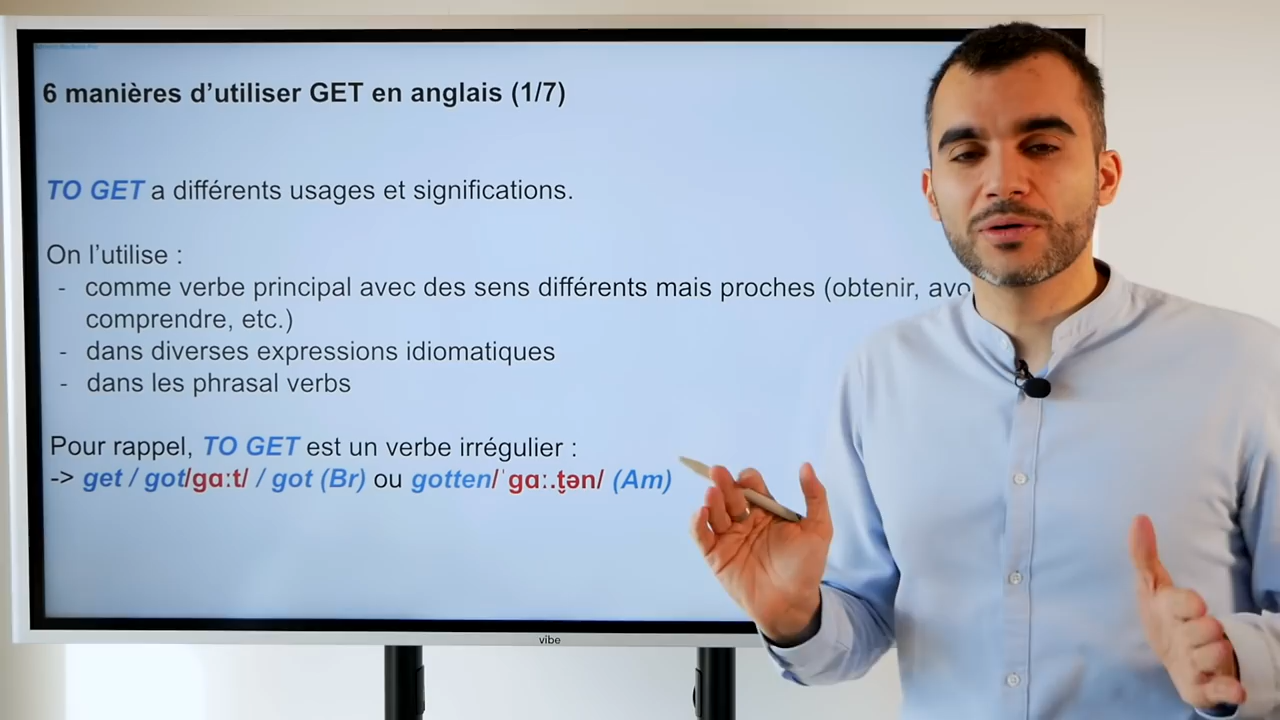 6 manières d'utiliser GET en anglais (1/7)
TO GET a différents usages et significations.
On l'utilise :
- comme verbe principal avec des sens différents mais proches (obtenir,
comprendre, etc.)
- dans diverses expressions idiomatiques
- dans les phrasal verbs
Pour rappel, TO GET est un verbe irrégulier :
-> get / got/gɑːt/ / got (Br) ou gotten/ˈgɑː.t̬ən/ (Am)
vibe